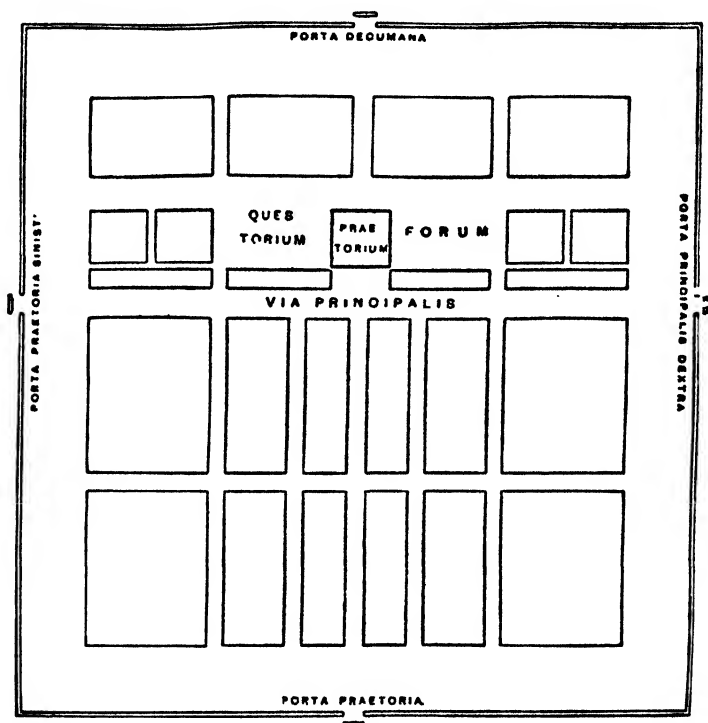 PORTA DECUMANA
PORTA PRAETORIA SINIST'
QUES
TORIUM
PRAE
TORIUM
FORUM
PORTA PRINCIPALIS DEXTRA
VIA PRINCIPALIS
PORTA PRAETORIA.